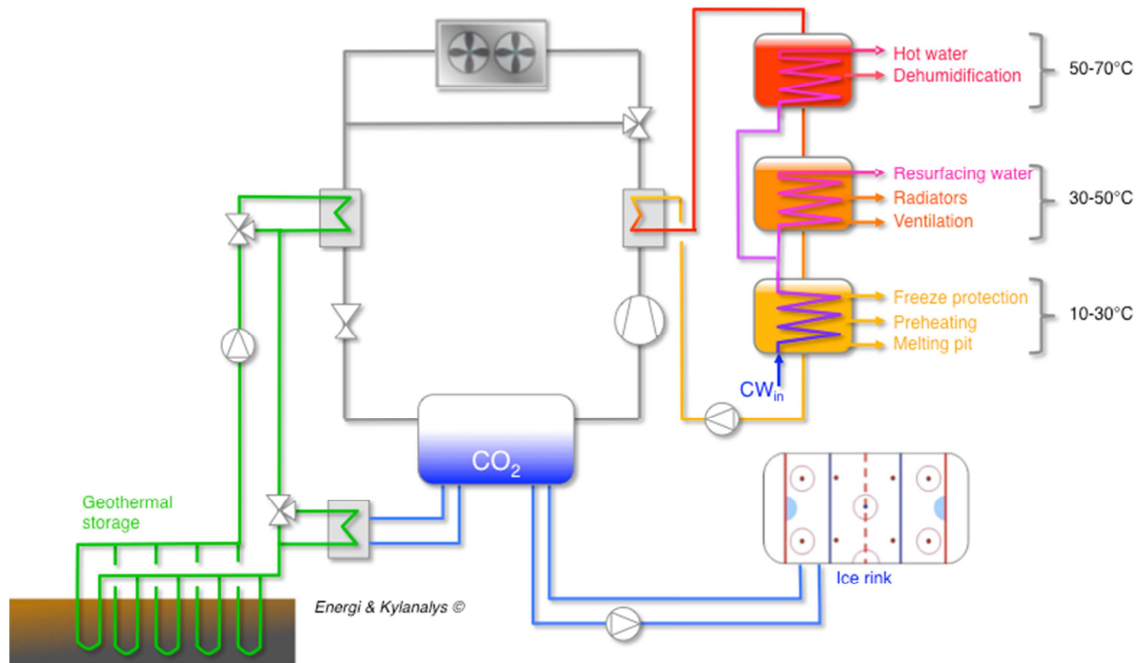 Hot water
Dehumidification
50-70°C
Resurfacing water
Radiators
Ventilation
30-50°C
Freeze protection
Preheating
Melting pit
10-30°C
CWin
CO2
Geothermal
storage
Ice rink
Energi & Kylanalys ©